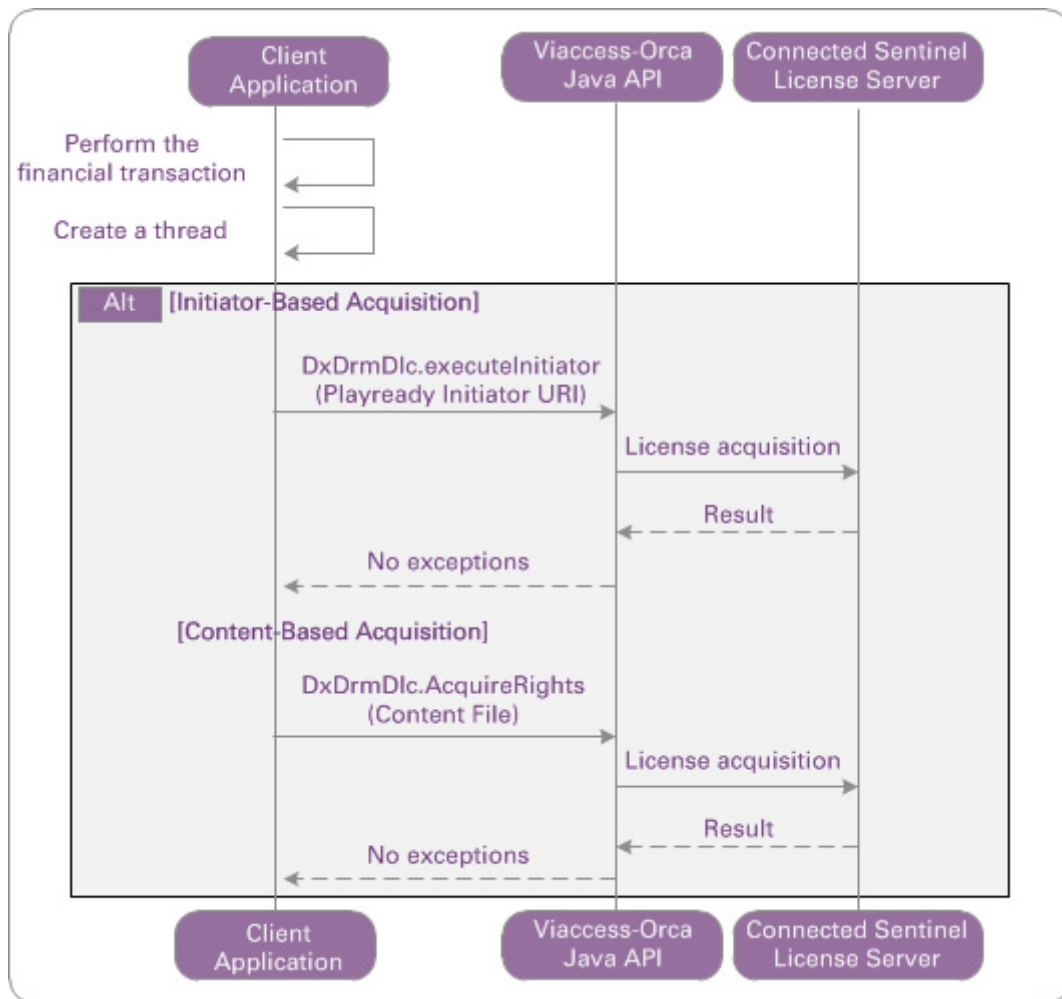 Client
Application
Viaccess-Orca
Java API
Connected Sentinel
License Server
Perform the
financial transaction
Create a thread
Alt
[Initiator-Based Acquisition]
DxDrmDlc.executeInitiator
(Playready Initiator URI)
License acquisition
Result
No exceptions
[Content-Based Acquisition]
DxDrmDlc.AcquireRights
(Content File)
License acquisition
Result
No exceptions
Client
Application
Viaccess-Orca
Java API
Connected Sentinel
License Server